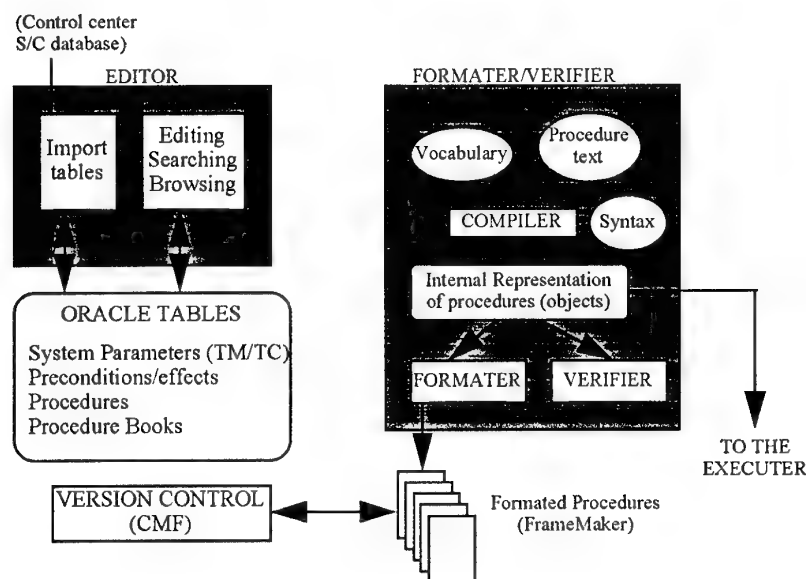 (Control center
S/C database)
EDITOR
Import
tables
Editing
Searching
Browsing
ORACLE TABLES
System Parameters (TM/TC)
Preconditions/effects
Procedures
Procedure Books
VERSION CONTROL
(CMF)
FORMATER/VERIFIER
Vocabulary
Procedure
text
COMPILER
Syntax
Internal Representation
of procedures (objects)
FORMATER
VERIFIER
TO THE
EXECUTER
Formated Procedures
(FrameMaker)